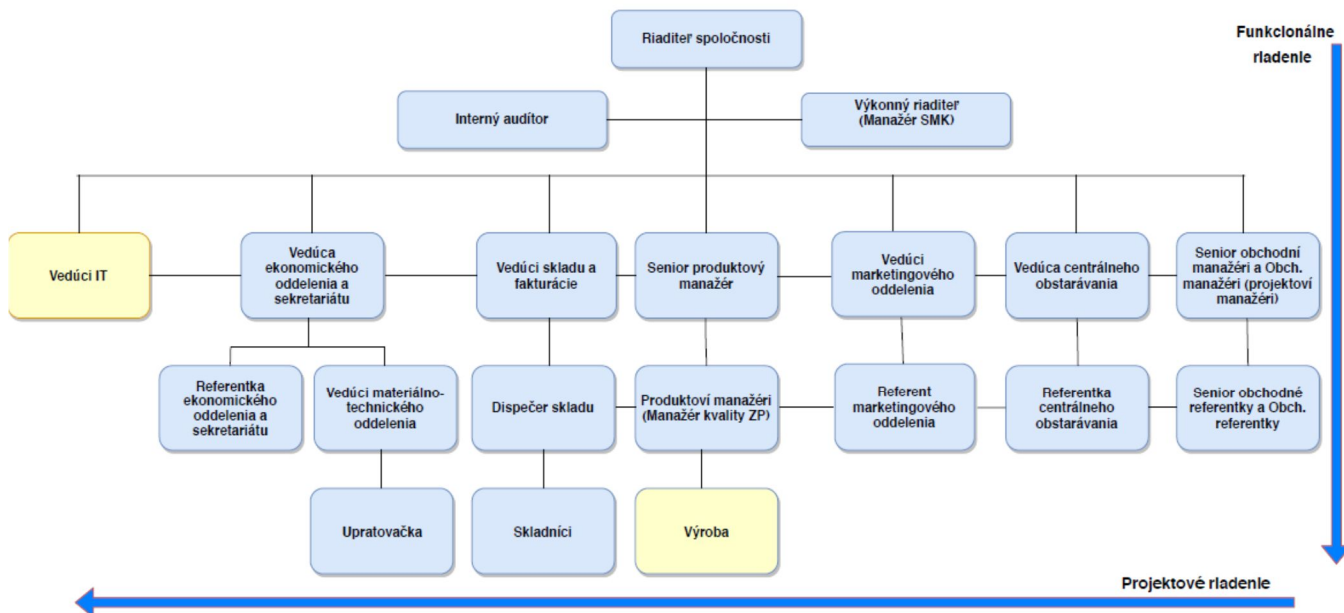 Riaditeľ spoločnosti
Funkcionálne
riadenie
Interný audítor
Výkonný riaditeľ
(Manažér SMK)
Vedúci IT
Vedúca
ekonomického
oddelenia a
sekretariátu
Vedúci skladu a
fakturácie
Senior produktový
manažér
Vedúci
marketingového
oddelenia
Vedúca centrálneho
obstarávania
Senior obchodní
manažéri a Obch.
manažéri (projektoví
manažéri)
Referentka
ekonomického
oddelenia a
sekretariátu
Vedúci materiálno-
technického
oddelenia
Dispečer skladu
Produktoví manažéri
(Manažér kvality ZP)
Referent
marketingového
oddelenia
Referentka
centrálneho
obstarávania
Senior obchodné
referentky a Obch.
referentky
Upratovačka
Skladníci
Výroba
Projektové riadenie